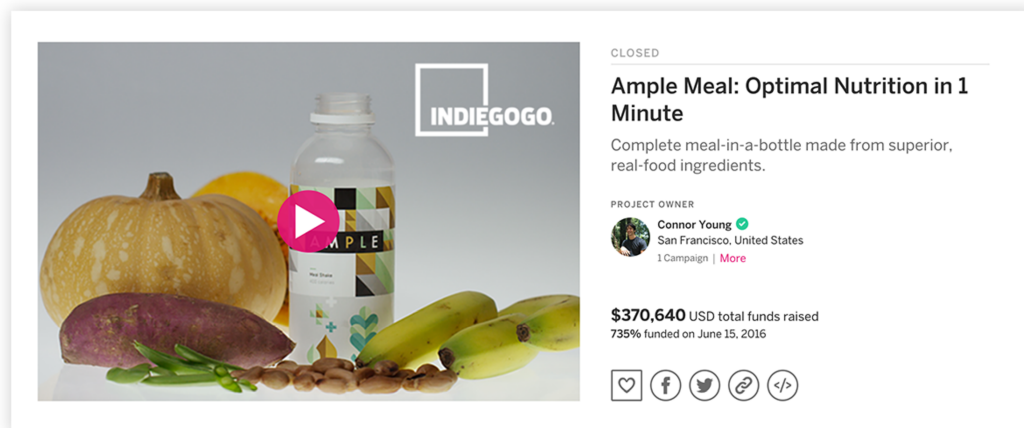 INDIEGOGO.
AMPLE
Meal Shake
CLOSED
Ample Meal: Optimal Nutrition in 1
Minute
Complete meal-in-a-bottle made from superior,
real-food ingredients.
PROJECT OWNER
Connor Young
San Francisco, United States
1 Campaign | More
$370,640 USD total funds raised
735% funded on June 15, 2016